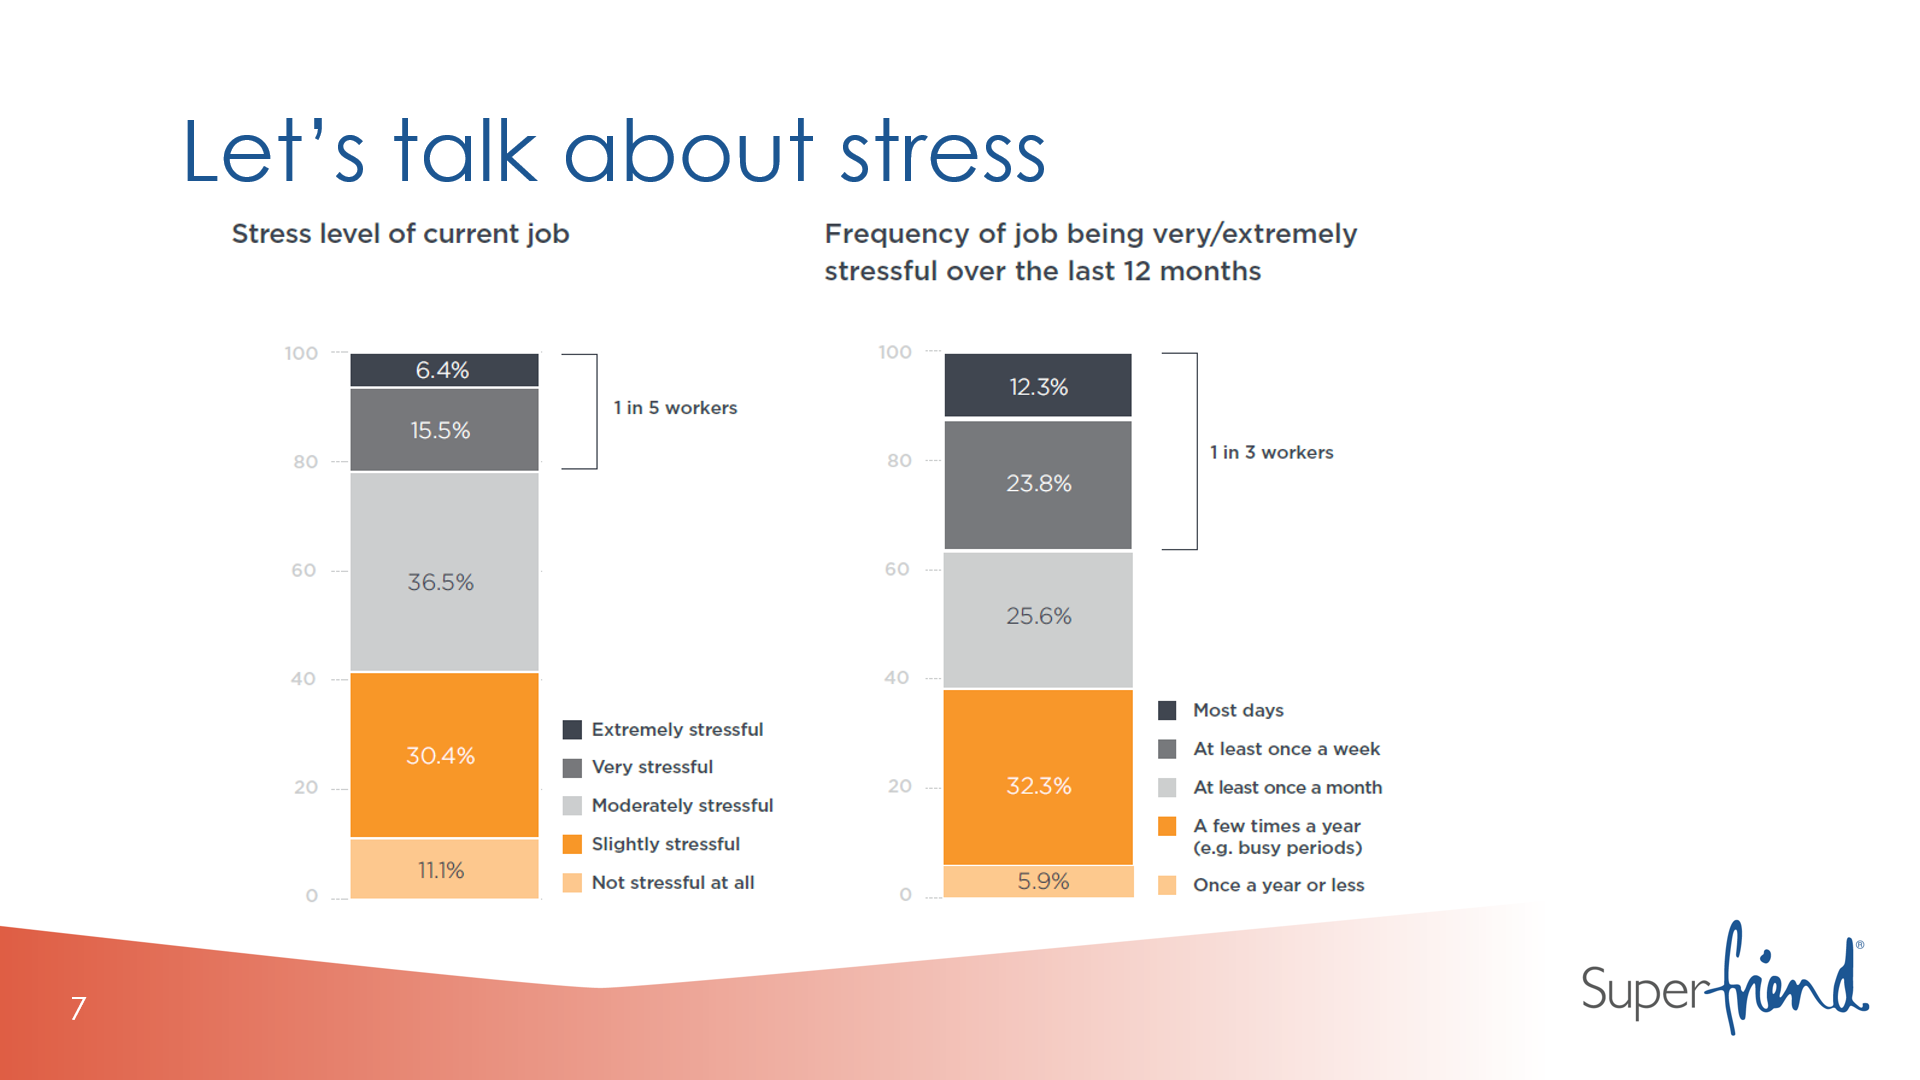 Let’s talk about stress
Stress level of current job
100
80
60
40
20
0
6.4%
15.5%
36.5%
30.4%
11.1%
1 in 5 workers
Extremely stressful
Very stressful
Moderately stressful
Slightly stressful
Not stressful at all
Frequency of job being very/extremely
stressful over the last 12 months
100
80
60
40
20
0
12.3%
23.8%
25.6%
32.3%
5.9%
1 in 3 workers
Most days
At least once a week
At least once a month
A few times a year
(e.g. busy periods)
Once a year or less
7
Superfriend®